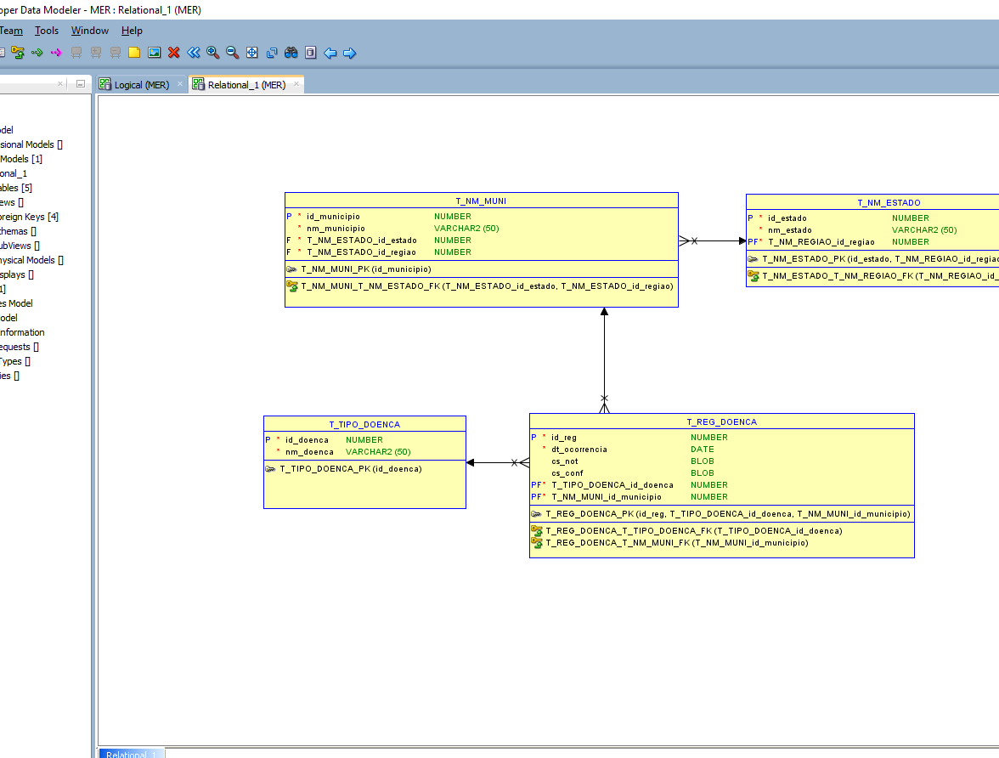 oper Data Modeler - MER : Relational_1 (MER)
Team Tools Window Help
Logical (MER) Relational_1 (MER)
odel
sional Models []
Models [1]
onal_1
ables [5]
ews []
oreign Keys [4]
chemas []
ubViews []
hysical Models []
splays []
1]
es Model
odel
nformation
equests []
Types []
ies []
T_NM_MUNI
P * id_municipio NUMBER
* nm_municipio VARCHAR2 (50)
F * T_NM_ESTADO_id_estado NUMBER
F * T_NM_ESTADO_id_regiao NUMBER
T_NM_MUNI_PK (id_municipio)
T_NM_MUNI_T_NM_ESTADO_FK (T_NM_ESTADO_id_estado, T_NM_ESTADO_id_regiao)
T_NM_ESTADO
P * id_estado NUMBER
* nm_estado VARCHAR2 (50)
PF* T_NM_REGIAO_id_regiao NUMBER
T_NM_ESTADO_PK (id_estado, T_NM_REGIAO_id_regiao
T_NM_ESTADO_T_NM_REGIAO_FK (T_NM_REGIAO_id_
T_TIPO_DOENCA
P * id_doenca NUMBER
* nm_doenca VARCHAR2 (50)
T_TIPO_DOENCA_PK (id_doenca)
T_REG_DOENCA
P * id_reg NUMBER
* dt_ocorrencia DATE
cs_not BLOB
cs_conf BLOB
PF* T_TIPO_DOENCA_id_doenca NUMBER
PF* T_NM_MUNI_id_municipio NUMBER
T_REG_DOENCA_PK (id_reg, T_TIPO_DOENCA_id_doenca, T_NM_MUNI_id_municipio)
T_REG_DOENCA_T_TIPO_DOENCA_FK (T_TIPO_DOENCA_id_doenca)
T_REG_DOENCA_T_NM_MUNI_FK (T_NM_MUNI_id_municipio)
Relational_1